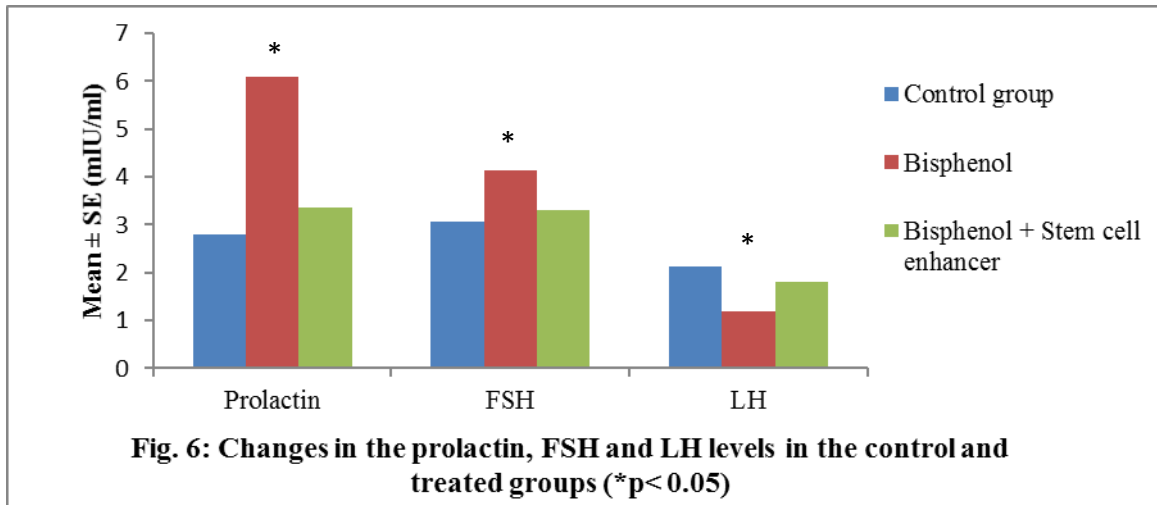 Mean ± SE (mIU/ml)
7
6
5
4
3
2
1
0
*
*
*
Prolactin
FSH
LH
Control group
Bisphenol
Bisphenol + Stem cell
enhancer
Fig. 6: Changes in the prolactin, FSH and LH levels in the control and
treated groups (*p< 0.05)